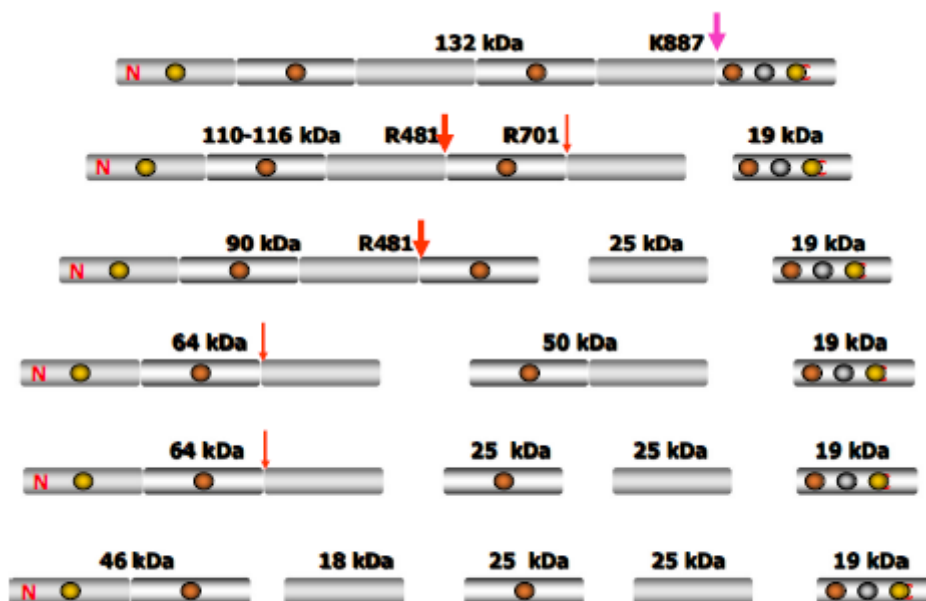 132 kDa K887
N C
110-116 kDa R481 R701 19 kDa
N C
90 kDa R481 25 kDa 19 kDa
N C
64 kDa 50 kDa 19 kDa
N C
64 kDa 25 kDa 25 kDa 19 kDa
N C
46 kDa 18 kDa 25 kDa 25 kDa 19 kDa
N C